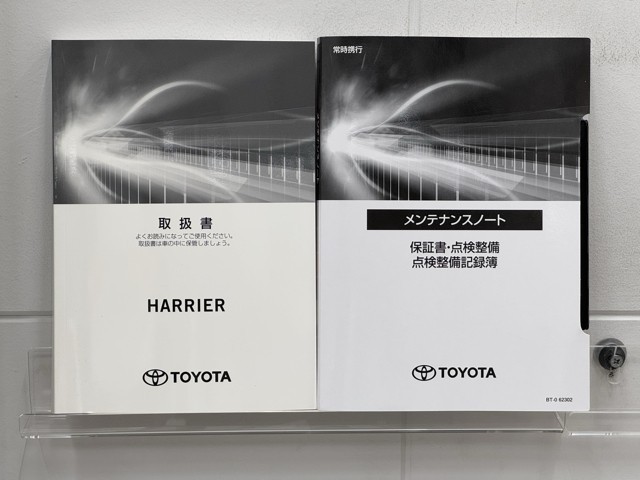 取扱書
よくお読みになってご使用ください。
取扱書は車の中に保管しましょう。
HARRIER
TOYOTA
常時携行
メンテナンスノート
保証書・点検整備
点検整備記録簿
TOYOTA
BT-0 62302